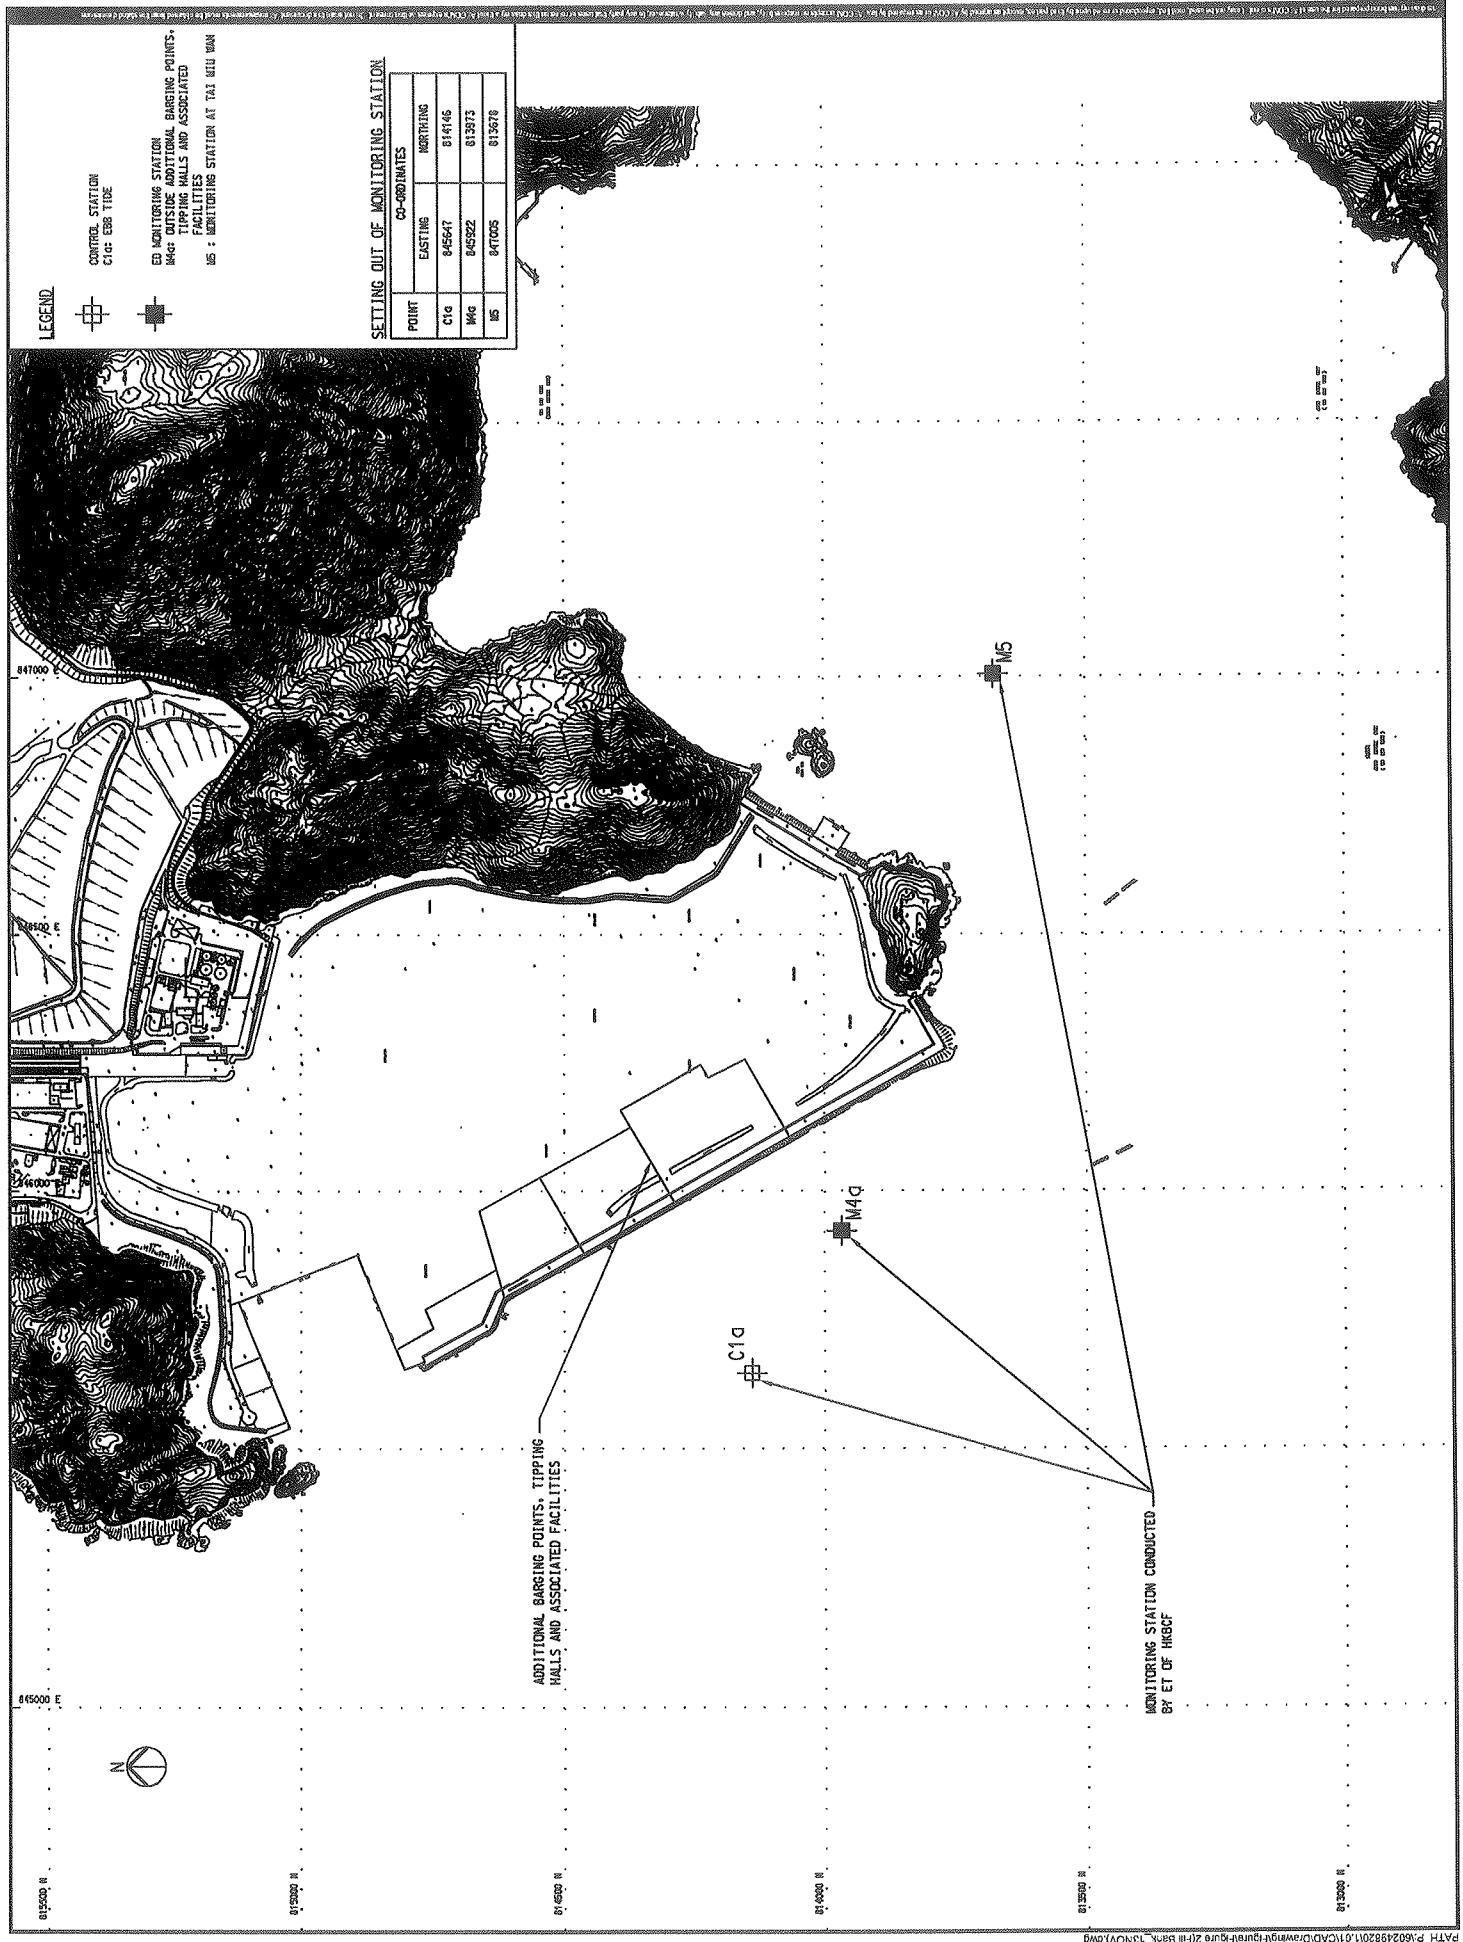 LEGEND
CONTROL STATION
C1a: EBB TIDE
ED MONITORING STATION
M4a: OUTSIDE ADDITIONAL BARGING POINTS,
TIPPING HALLS AND ASSOCIATED
FACILITIES
M5 : MONITORING STATION AT TAI MIU WAN
SETTING OUT OF MONITORING STATION
POINT CO-ORDINATES
EASTING NORTHING
C1a 845647 814146
M4a 845922 813973
M5 847005 813678
847000 E
846500 E
846000 E
845000 E
M5
M4a
C1a
ADDITIONAL BARGING POINTS, TIPPING
HALLS AND ASSOCIATED FACILITIES
MONITORING STATION CONDUCTED
BY ET OF HKBCF
N
815500 N
815000 N
814500 N
814000 N
813500 N
813000 N